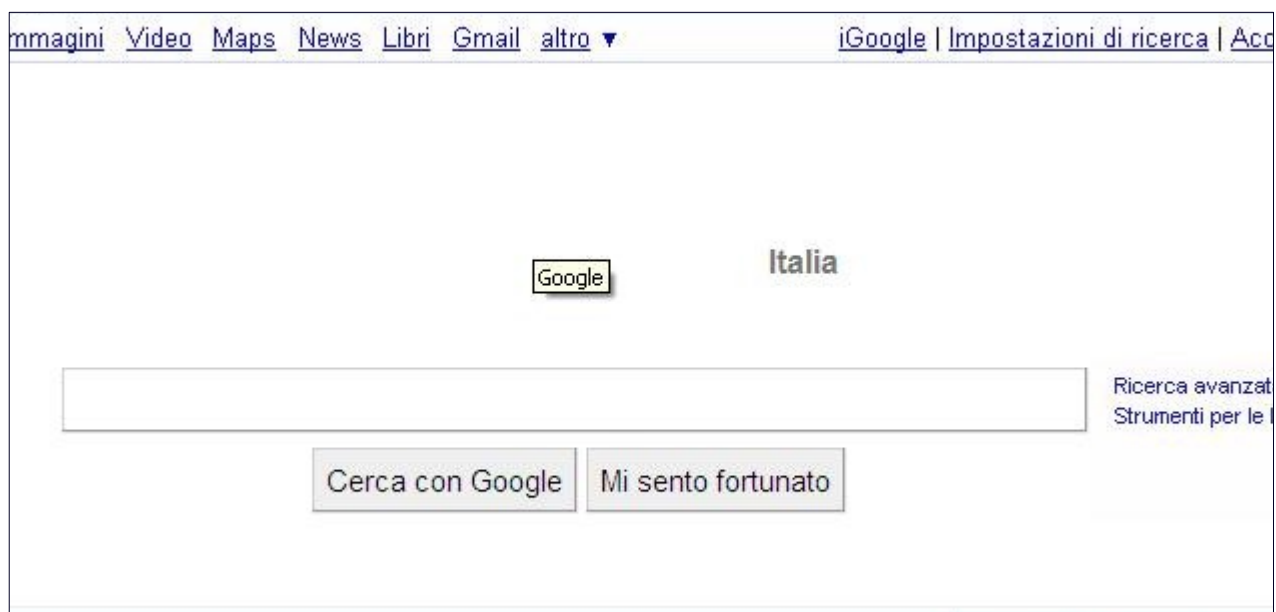 mmagini Video Maps News Libri Gmail altro ▼ iGoogle | Impostazioni di ricerca | Acc
Italia
Google
Ricerca avanzat
Strumenti per le l
Cerca con Google Mi sento fortunato